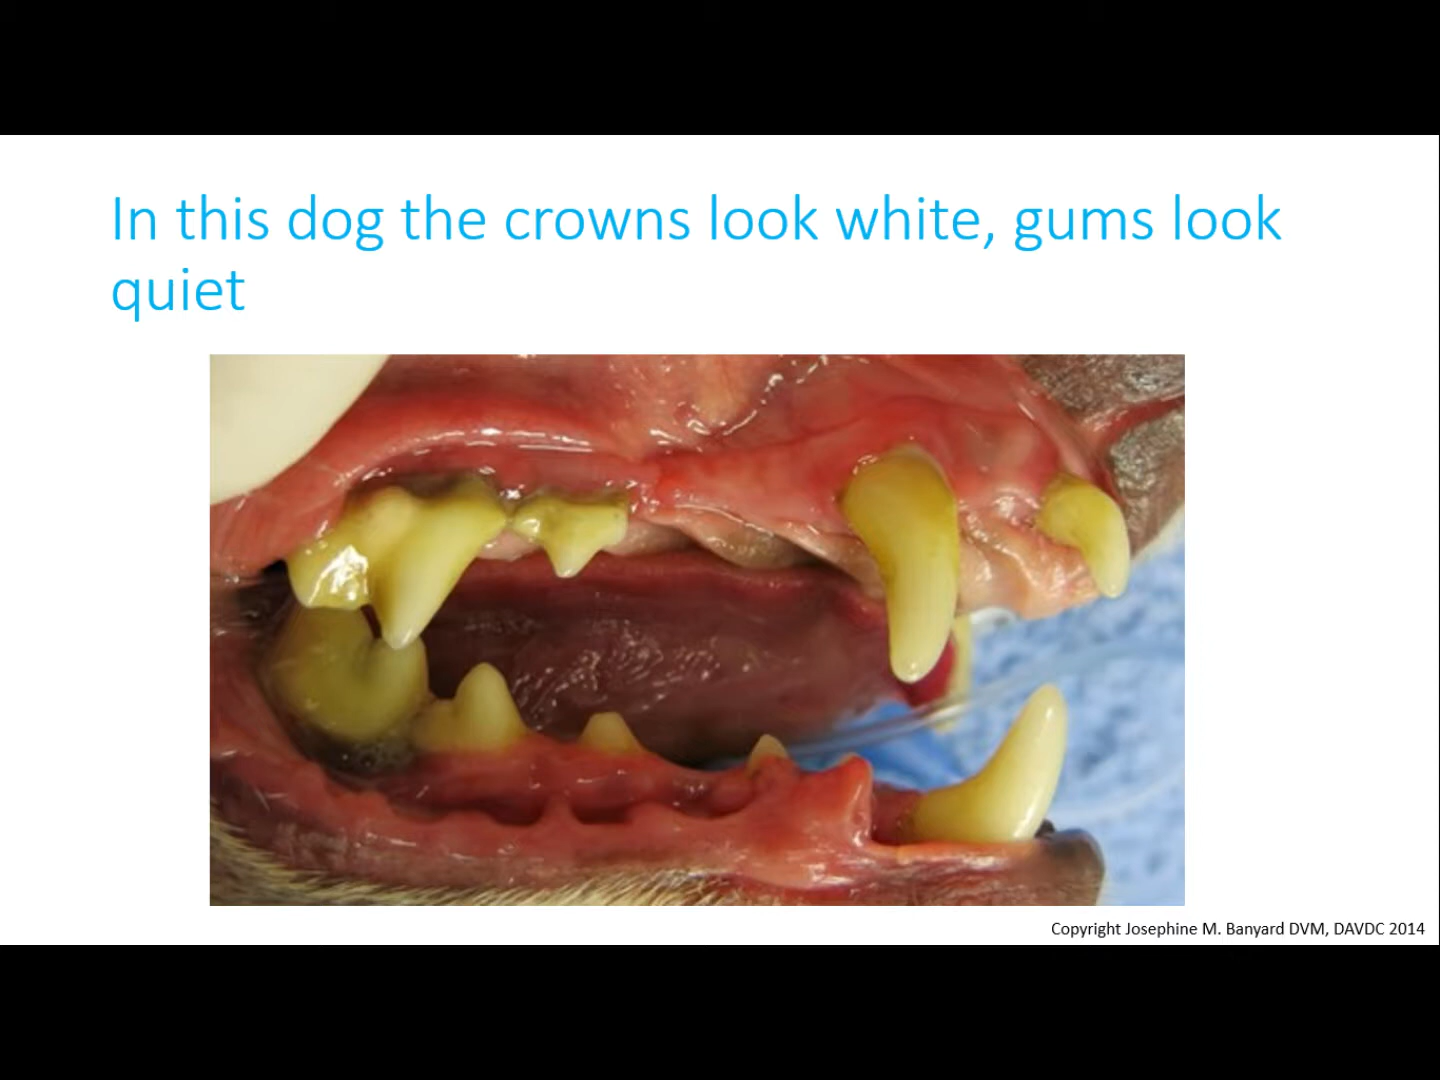 In this dog the crowns look white, gums look
quiet
Copyright Josephine M. Banyard DVM, DAVDC 2014